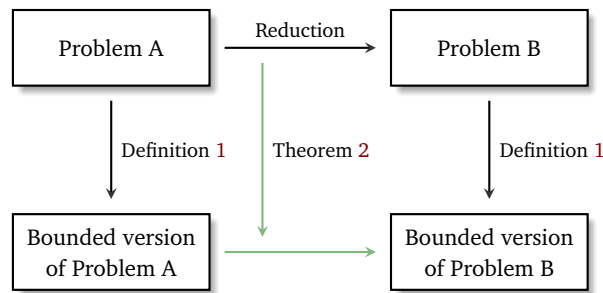 Reduction
Problem A
Problem B
Definition 1
Theorem 2
Definition 1
Bounded version
of Problem A
Bounded version
of Problem B